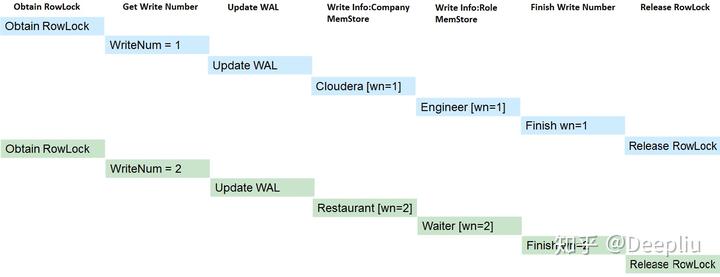 Obtain RowLock
Get Write Number
Update WAL
Write Info:Company
MemStore
Write Info:Role
MemStore
Finish Write Number
Release RowLock
Obtain RowLock
WriteNum = 1
Update WAL
Cloudera [wn=1]
Engineer [wn=1]
Finish wn=1
Release RowLock
Obtain RowLock
WriteNum = 2
Update WAL
Restaurant [wn=2]
Waiter [wn=2]
Finish wn=2
知乎 @Deepliu
Release RowLock